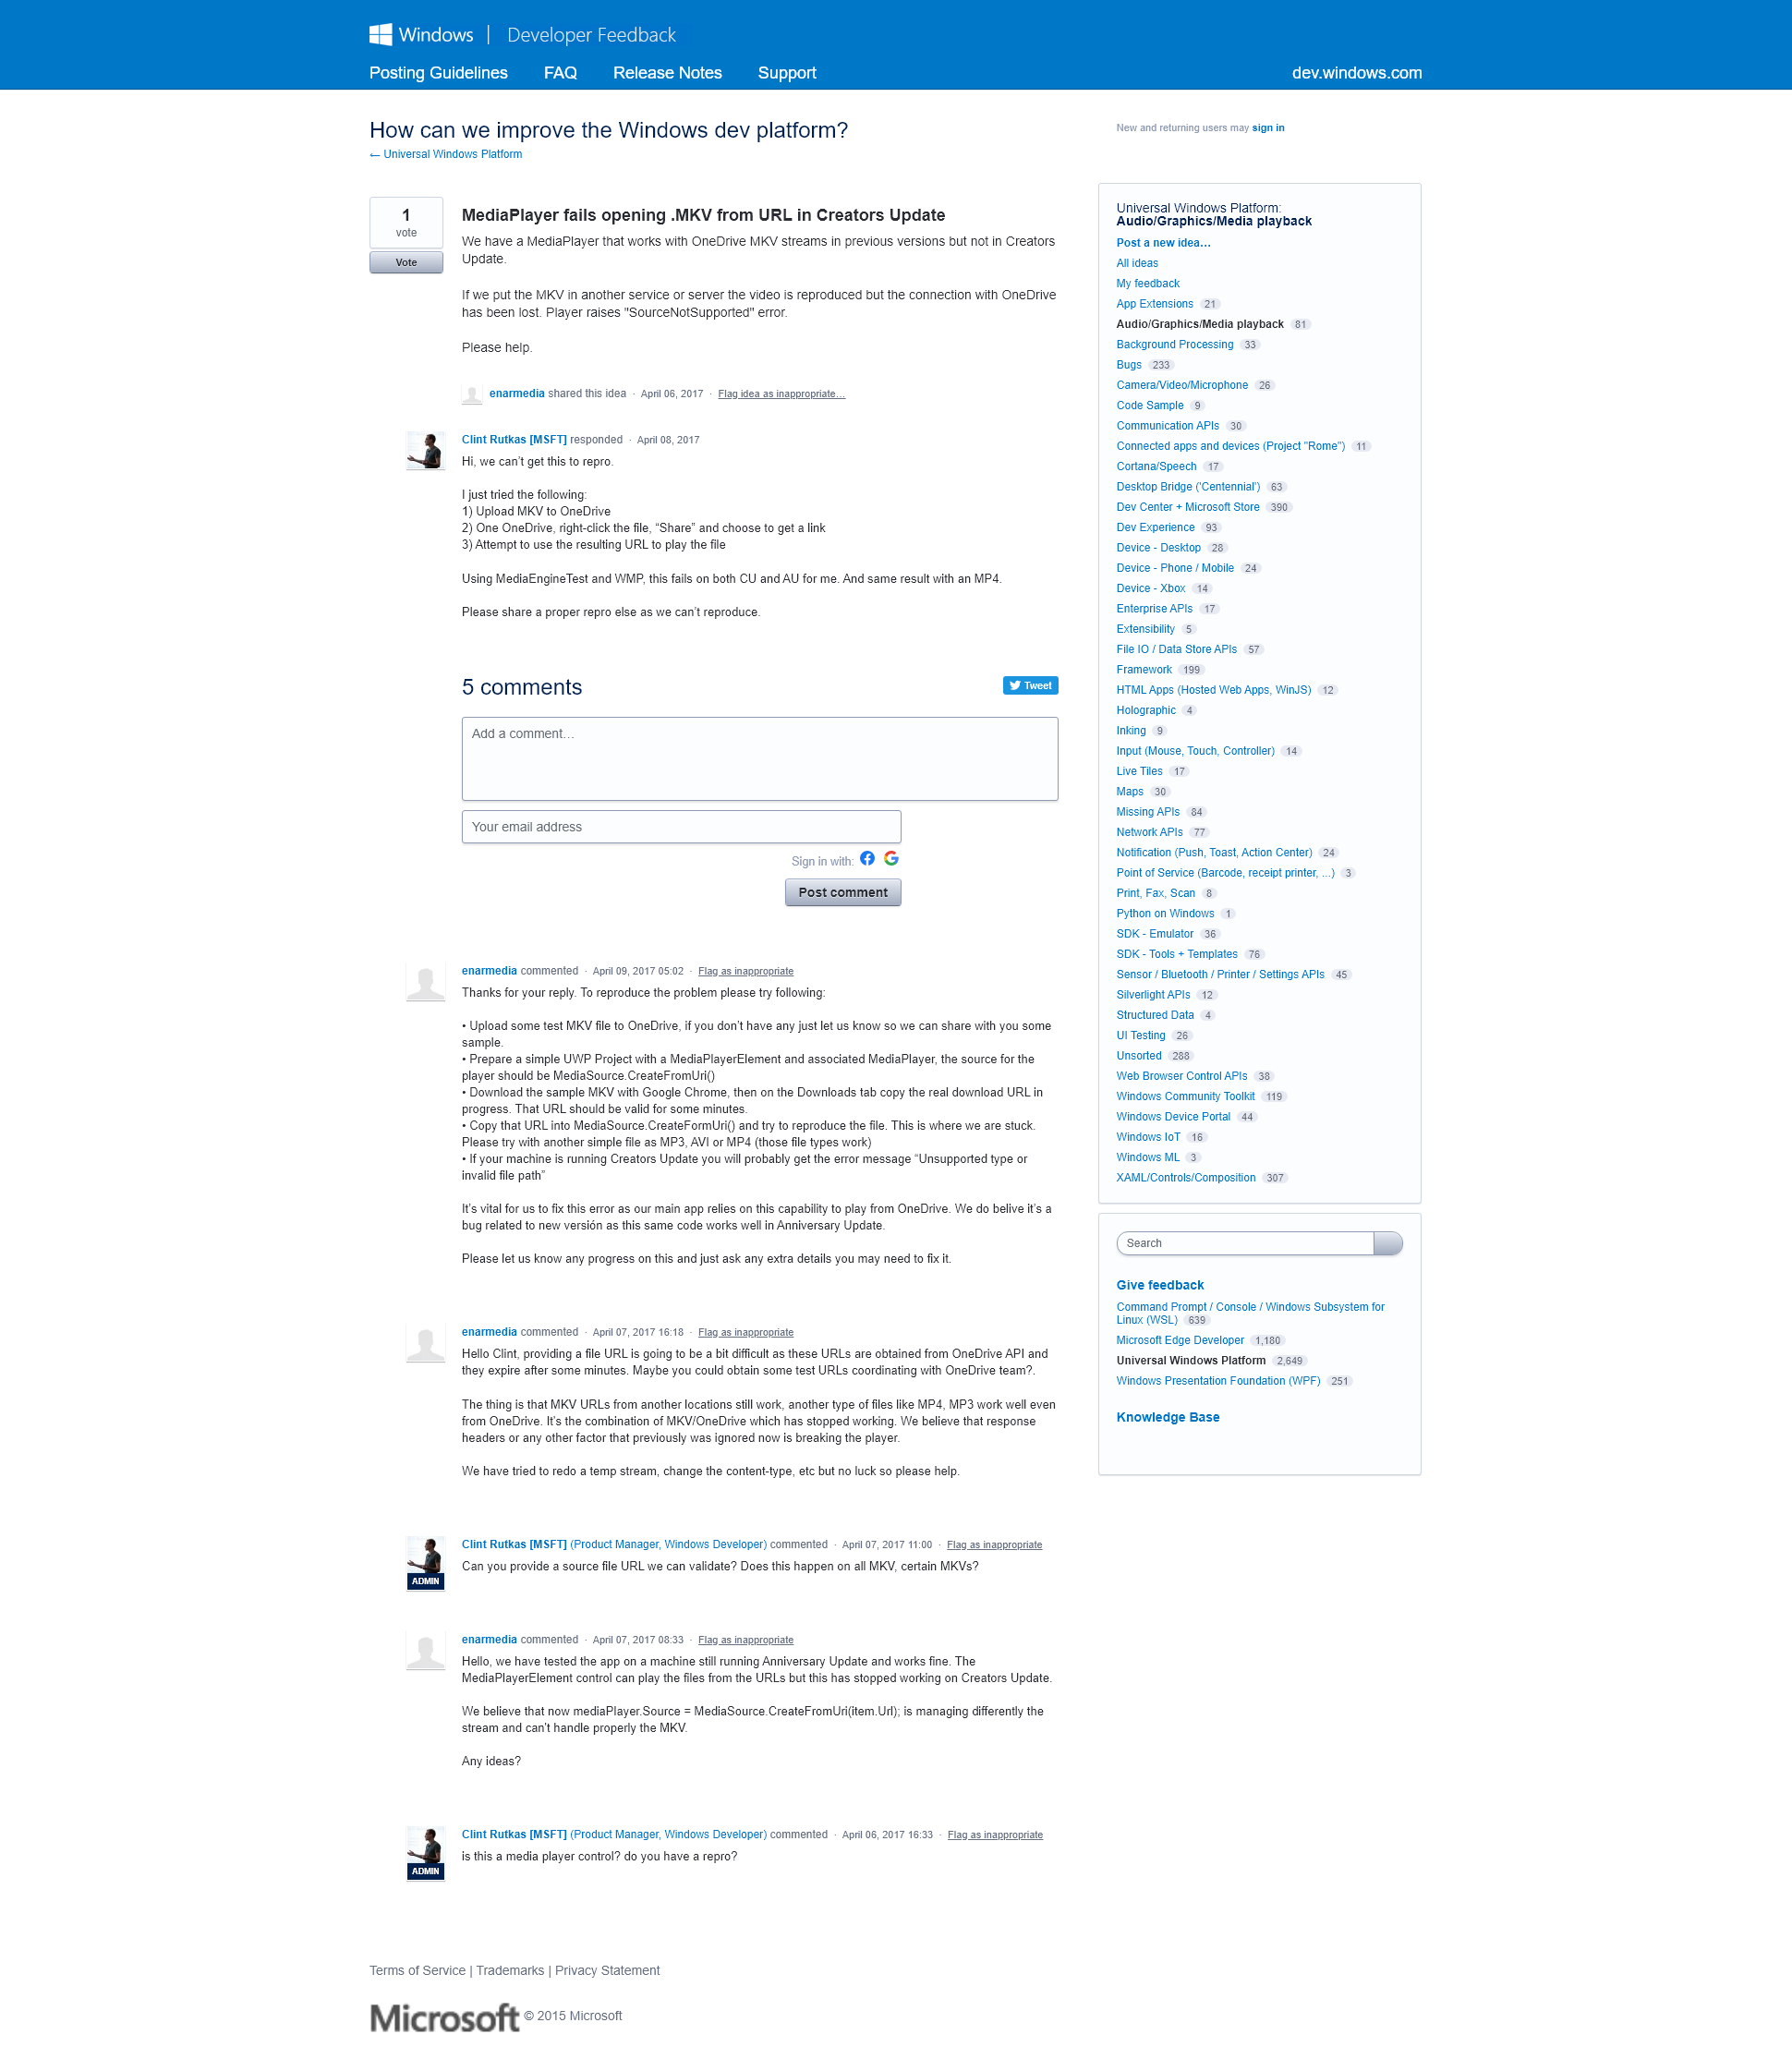 Windows | Developer Feedback
Posting Guidelines FAQ Release Notes Support dev.windows.com
How can we improve the Windows dev platform?
← Universal Windows Platform
New and returning users may sign in
1
vote
Vote
MediaPlayer fails opening .MKV from URL in Creators Update
We have a MediaPlayer that works with OneDrive MKV streams in previous versions but not in Creators
Update.
If we put the MKV in another service or server the video is reproduced but the connection with OneDrive
has been lost. Player raises "SourceNotSupported" error.
Please help.
enarmedia shared this idea · April 06, 2017 · Flag idea as inappropriate…
Clint Rutkas [MSFT] responded · April 08, 2017
Hi, we can’t get this to repro.
I just tried the following:
1) Upload MKV to OneDrive
2) One OneDrive, right-click the file, “Share” and choose to get a link
3) Attempt to use the resulting URL to play the file
Using MediaEngineTest and WMP, this fails on both CU and AU for me. And same result with an MP4.
Please share a proper repro else as we can’t reproduce.
5 comments
Tweet
Add a comment…
Your email address
Sign in with:
Post comment
enarmedia commented · April 09, 2017 05:02 · Flag as inappropriate
Thanks for your reply. To reproduce the problem please try following:
• Upload some test MKV file to OneDrive, if you don’t have any just let us know so we can share with you some
sample.
• Prepare a simple UWP Project with a MediaPlayerElement and associated MediaPlayer, the source for the
player should be MediaSource.CreateFromUri()
• Download the sample MKV with Google Chrome, then on the Downloads tab copy the real download URL in
progress. That URL should be valid for some minutes.
• Copy that URL into MediaSource.CreateFormUri() and try to reproduce the file. This is where we are stuck.
Please try with another simple file as MP3, AVI or MP4 (those file types work)
• If your machine is running Creators Update you will probably get the error message “Unsupported type or
invalid file path”
It’s vital for us to fix this error as our main app relies on this capability to play from OneDrive. We do belive it’s a
bug related to new versión as this same code works well in Anniversary Update.
Please let us know any progress on this and just ask any extra details you may need to fix it.
enarmedia commented · April 07, 2017 16:18 · Flag as inappropriate
Hello Clint, providing a file URL is going to be a bit difficult as these URLs are obtained from OneDrive API and
they expire after some minutes. Maybe you could obtain some test URLs coordinating with OneDrive team?.
The thing is that MKV URLs from another locations still work, another type of files like MP4, MP3 work well even
from OneDrive. It’s the combination of MKV/OneDrive which has stopped working. We believe that response
headers or any other factor that previously was ignored now is breaking the player.
We have tried to redo a temp stream, change the content-type, etc but no luck so please help.
Clint Rutkas [MSFT] (Product Manager, Windows Developer) commented · April 07, 2017 11:00 · Flag as inappropriate
ADMIN
Can you provide a source file URL we can validate? Does this happen on all MKV, certain MKVs?
enarmedia commented · April 07, 2017 08:33 · Flag as inappropriate
Hello, we have tested the app on a machine still running Anniversary Update and works fine. The
MediaPlayerElement control can play the files from the URLs but this has stopped working on Creators Update.
We believe that now mediaPlayer.Source = MediaSource.CreateFromUri(item.Url); is managing differently the
stream and can’t handle properly the MKV.
Any ideas?
Clint Rutkas [MSFT] (Product Manager, Windows Developer) commented · April 06, 2017 16:33 · Flag as inappropriate
ADMIN
is this a media player control? do you have a repro?
Universal Windows Platform:
Audio/Graphics/Media playback
Post a new idea…
All ideas
My feedback
App Extensions 21
Audio/Graphics/Media playback 81
Background Processing 33
Bugs 233
Camera/Video/Microphone 26
Code Sample 9
Communication APIs 30
Connected apps and devices (Project "Rome") 11
Cortana/Speech 17
Desktop Bridge ('Centennial') 63
Dev Center + Microsoft Store 390
Dev Experience 93
Device - Desktop 28
Device - Phone / Mobile 24
Device - Xbox 14
Enterprise APIs 17
Extensibility 5
File IO / Data Store APIs 57
Framework 199
HTML Apps (Hosted Web Apps, WinJS) 12
Holographic 4
Inking 9
Input (Mouse, Touch, Controller) 14
Live Tiles 17
Maps 30
Missing APIs 84
Network APIs 77
Notification (Push, Toast, Action Center) 24
Point of Service (Barcode, receipt printer, ...) 3
Print, Fax, Scan 8
Python on Windows 1
SDK - Emulator 36
SDK - Tools + Templates 76
Sensor / Bluetooth / Printer / Settings APIs 45
Silverlight APIs 12
Structured Data 4
UI Testing 26
Unsorted 288
Web Browser Control APIs 38
Windows Community Toolkit 119
Windows Device Portal 44
Windows IoT 16
Windows ML 3
XAML/Controls/Composition 307
Search
Give feedback
Command Prompt / Console / Windows Subsystem for
Linux (WSL) 639
Microsoft Edge Developer 1,180
Universal Windows Platform 2,649
Windows Presentation Foundation (WPF) 251
Knowledge Base
Terms of Service | Trademarks | Privacy Statement
Microsoft © 2015 Microsoft